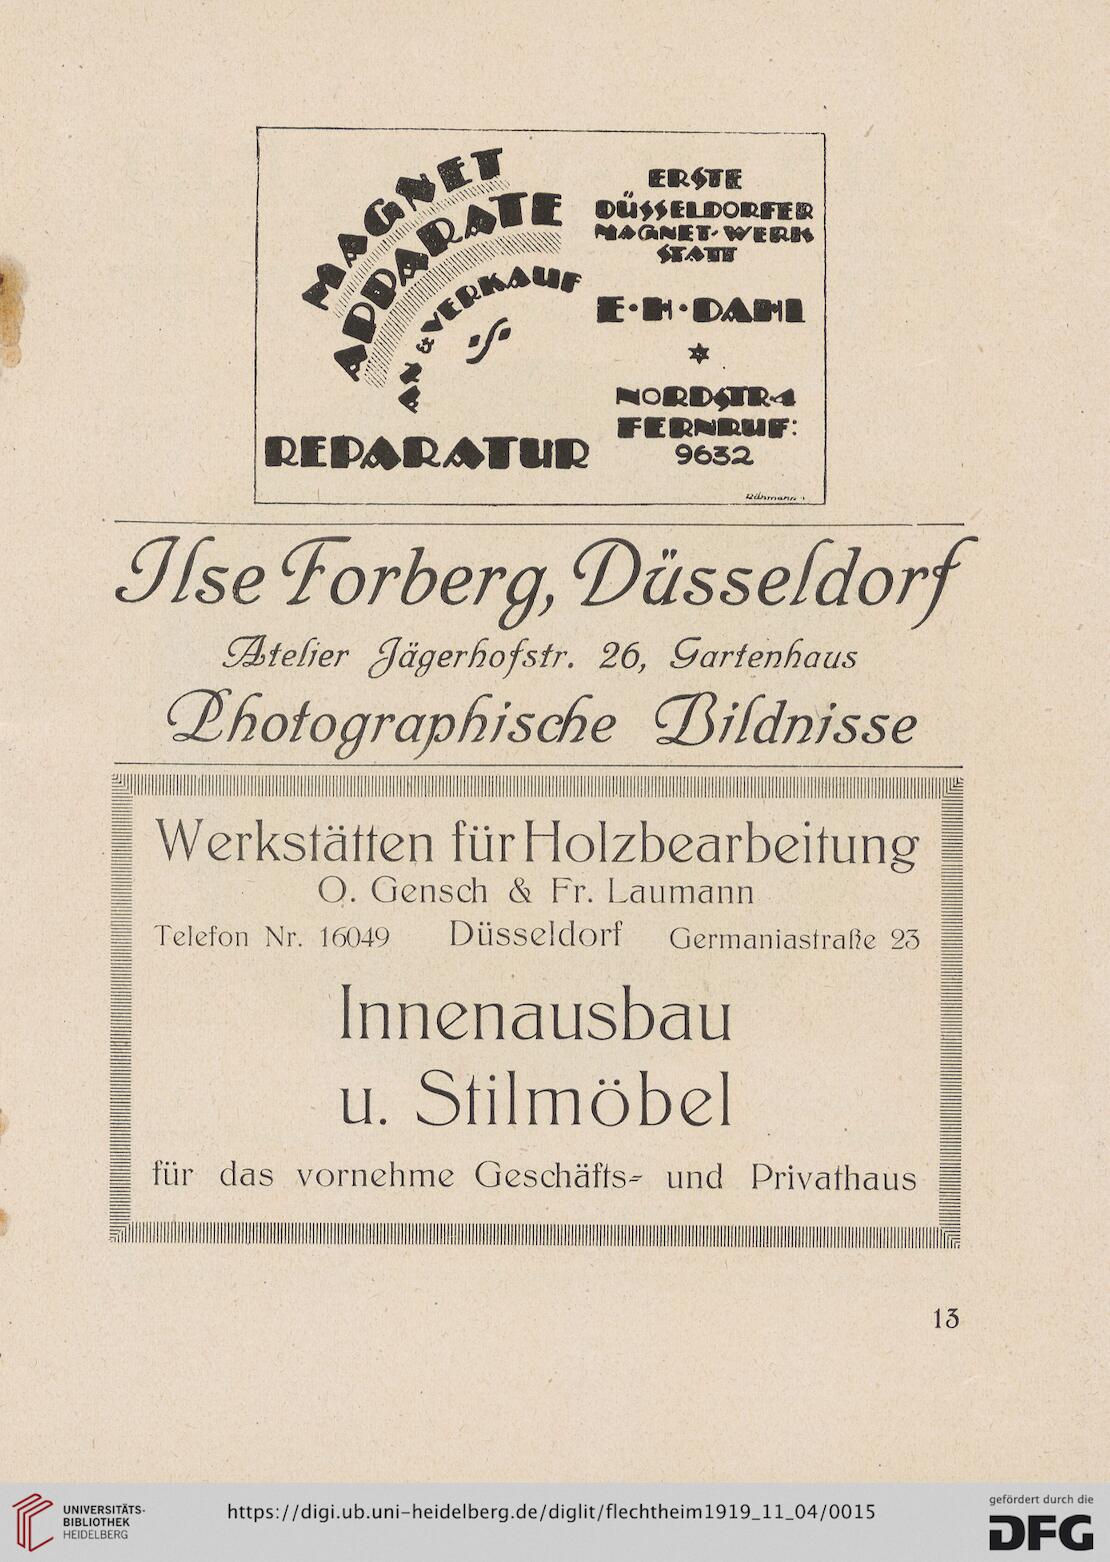 MAGNET
APPARATE
AN & VERKAUF
REPARATUR
ERSTE
DÜSSELDORFER
MAGNET-WERK
STATT
E·H·DAHL
NORDSTR·4
FERNRUF:
9632
Ilse Forberg, Düsseldorf
Atelier Jägerhofstr. 26, Gartenhaus
Photographische Bildnisse
Werkstätten für Holzbearbeitung
O. Gensch & Fr. Laumann
Telefon Nr. 16049 Düsseldorf Germaniastraße 23
Innenausbau
u. Stilmöbel
für das vornehme Geschäfts- und Privathaus
13
UNIVERSITÄTS-
BIBLIOTHEK
HEIDELBERG
https://digi.ub.uni-heidelberg.de/diglit/flechtheim1919_11_04/0015
gefördert durch die
DFG